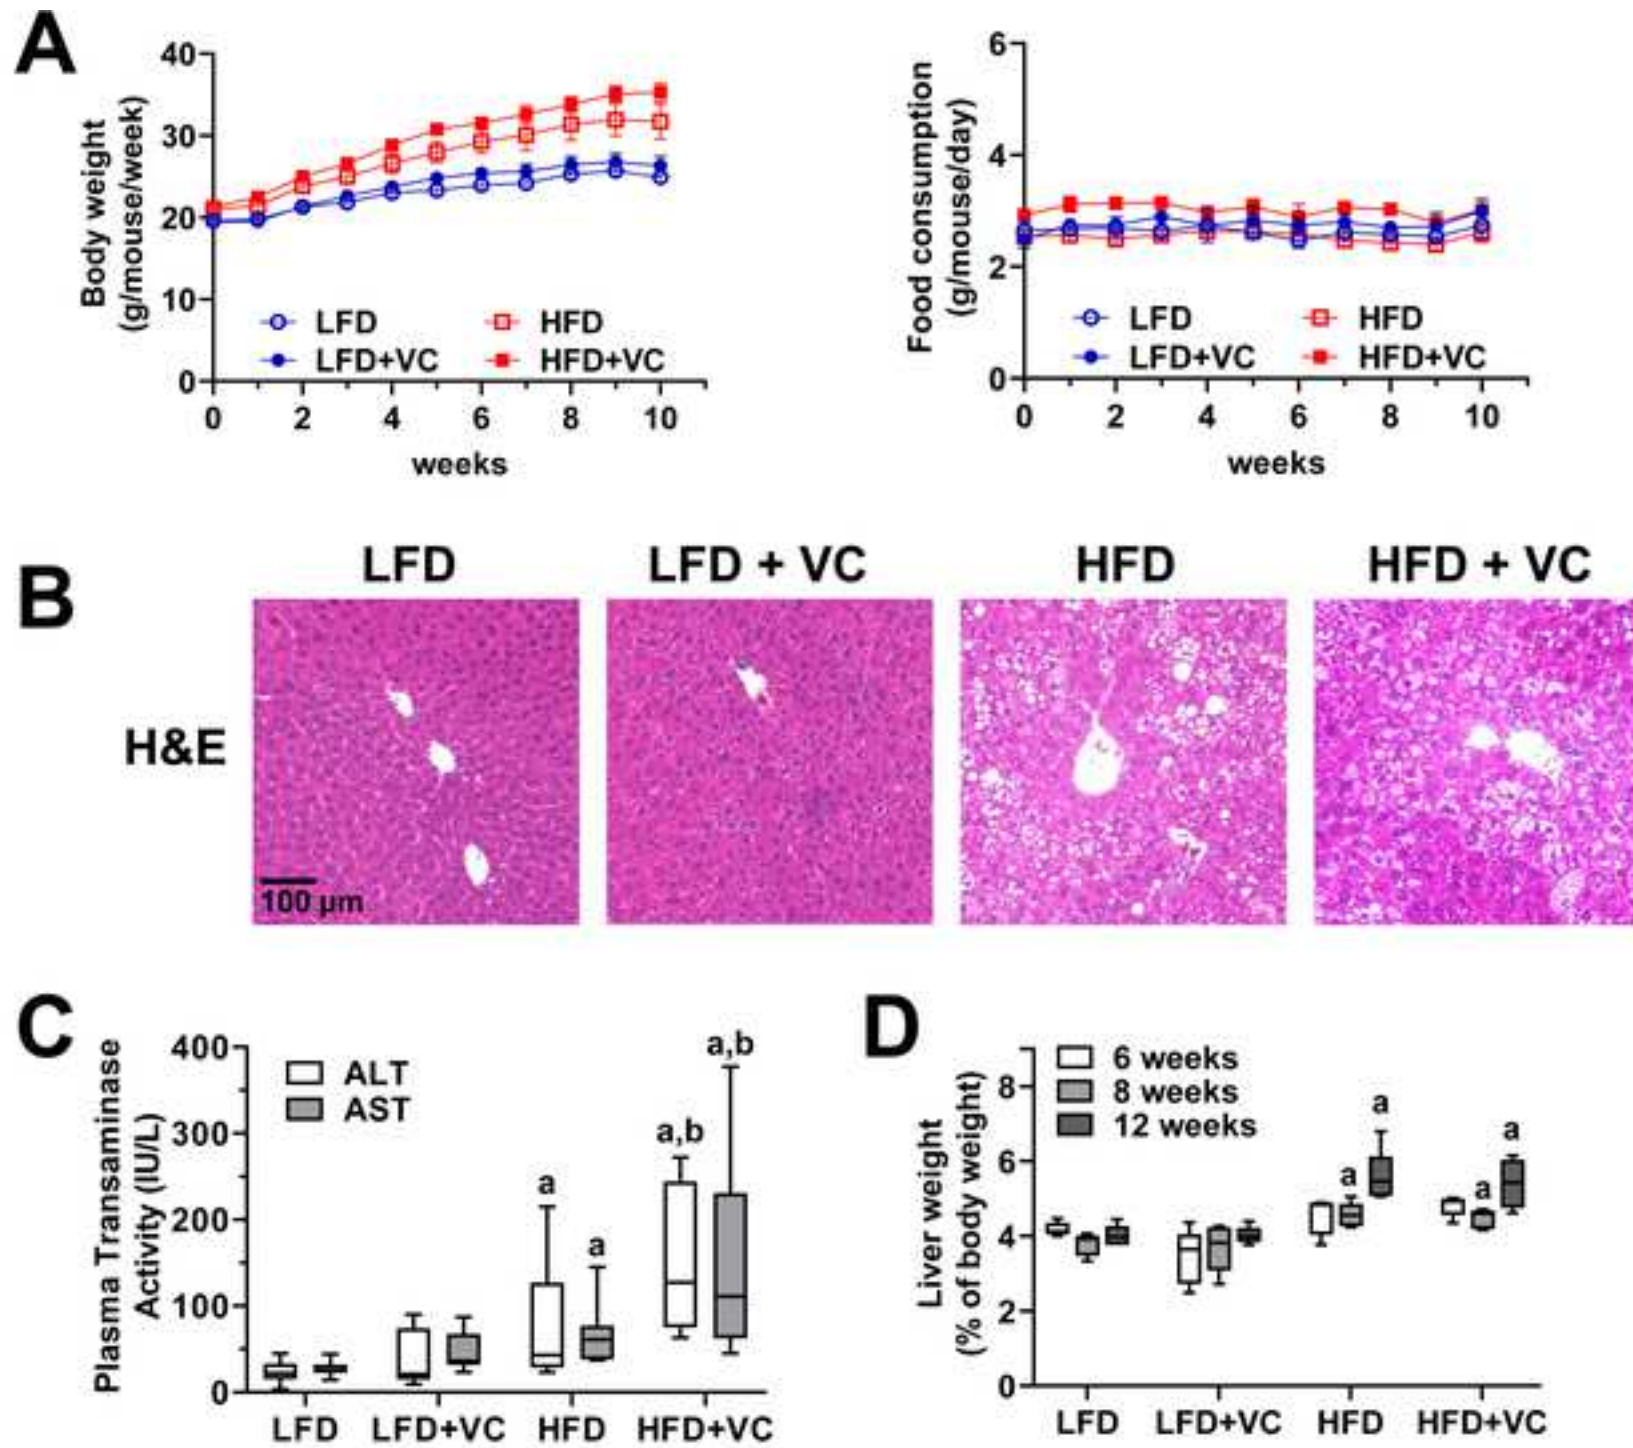 A
Body weight
(g/mouse/week)
40
30
20
10
0
LFD
HFD
LFD+VC
HFD+VC
0 2 4 6 8 10
weeks
Food consumption
(g/mouse/day)
6
4
2
0
LFD
HFD
LFD+VC
HFD+VC
0 2 4 6 8 10
weeks
B
LFD
LFD + VC
HFD
HFD + VC
H&E
100 µm
C
Plasma Transaminase
Activity (IU/L)
400
300
200
100
0
ALT
AST
a
a
a,b
a,b
LFD LFD+VC HFD HFD+VC
D
Liver weight
(% of body weight)
8
6
4
2
0
6 weeks
8 weeks
12 weeks
a
a
a
a
LFD LFD+VC HFD HFD+VC